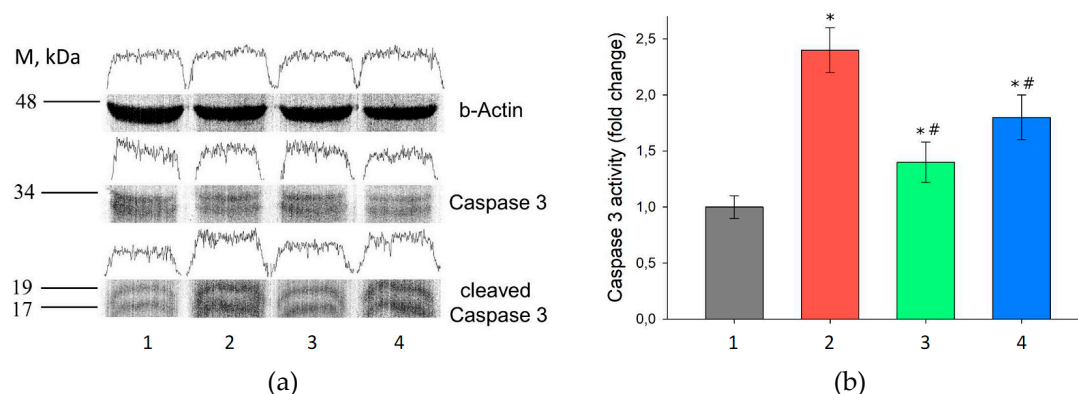 M, kDa
48
b-Actin
34
Caspase 3
19
17
cleaved
Caspase 3
1 2 3 4
(a)
Caspase 3 activity (fold change)
2,5
2,0
1,5
1,0
0,5
0,0
*
* #
* #
1 2 3 4
(b)